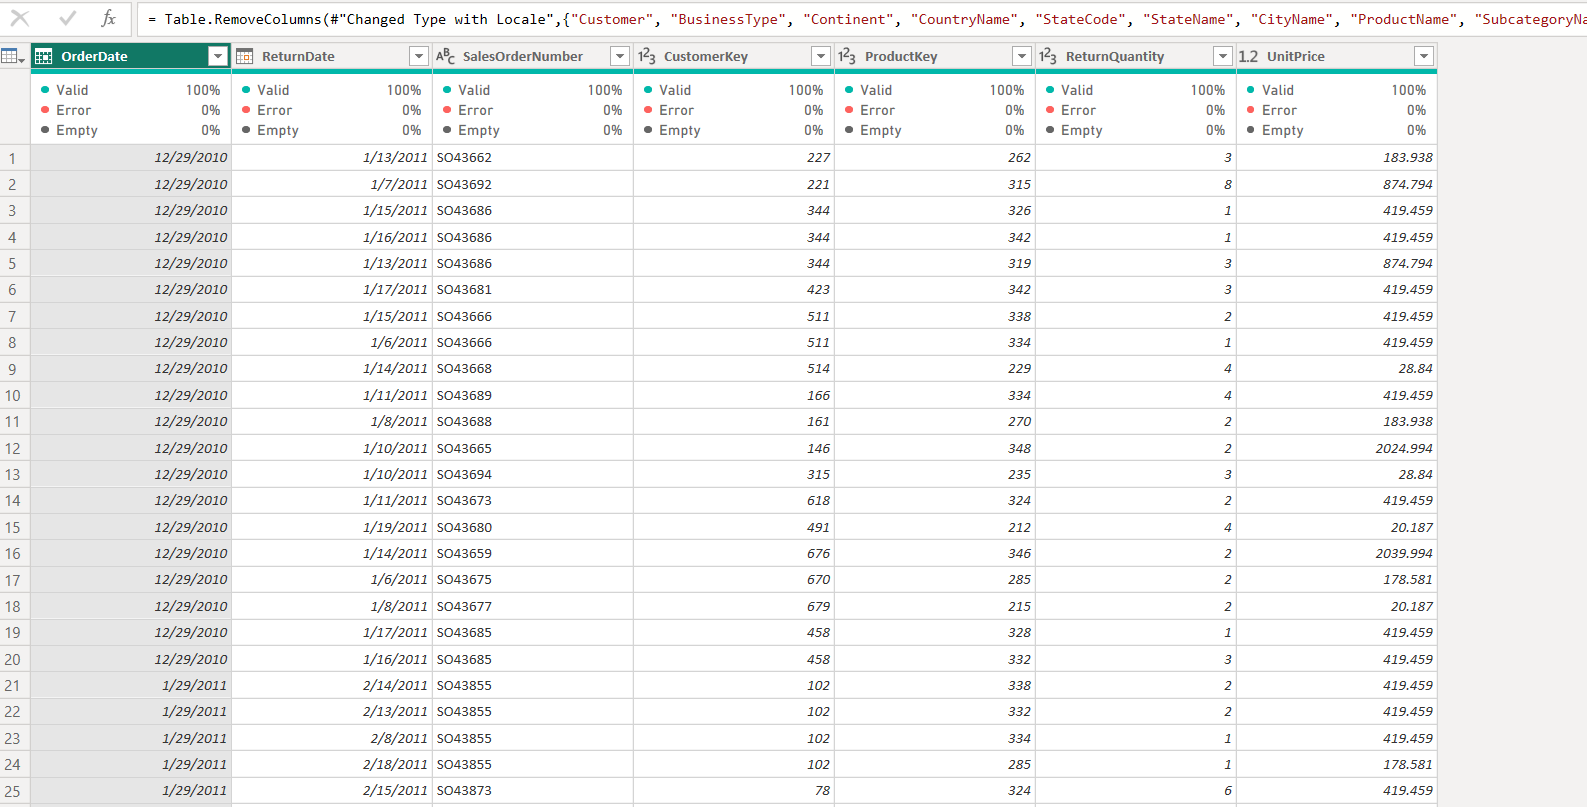 fx = Table.RemoveColumns(#"Changed Type with Locale",{"Customer", "BusinessType", "Continent", "CountryName", "StateCode", "StateName", "CityName", "ProductName", "SubcategoryNa
OrderDate ReturnDate ABC SalesOrderNumber 123 CustomerKey 123 ProductKey 123 ReturnQuantity 1.2 UnitPrice
Valid 100% Valid 100% Valid 100% Valid 100% Valid 100% Valid 100% Valid 100%
Error 0% Error 0% Error 0% Error 0% Error 0% Error 0% Error 0%
Empty 0% Empty 0% Empty 0% Empty 0% Empty 0% Empty 0% Empty 0%
1 12/29/2010 1/13/2011 SO43662 227 262 3 183.938
2 12/29/2010 1/7/2011 SO43692 221 315 8 874.794
3 12/29/2010 1/15/2011 SO43686 344 326 1 419.459
4 12/29/2010 1/16/2011 SO43686 344 342 1 419.459
5 12/29/2010 1/13/2011 SO43686 344 319 3 874.794
6 12/29/2010 1/17/2011 SO43681 423 342 3 419.459
7 12/29/2010 1/15/2011 SO43666 511 338 2 419.459
8 12/29/2010 1/6/2011 SO43666 511 334 1 419.459
9 12/29/2010 1/14/2011 SO43668 514 229 4 28.84
10 12/29/2010 1/11/2011 SO43689 166 334 4 419.459
11 12/29/2010 1/8/2011 SO43688 161 270 2 183.938
12 12/29/2010 1/10/2011 SO43665 146 348 2 2024.994
13 12/29/2010 1/10/2011 SO43694 315 235 3 28.84
14 12/29/2010 1/11/2011 SO43673 618 324 2 419.459
15 12/29/2010 1/19/2011 SO43680 491 212 4 20.187
16 12/29/2010 1/14/2011 SO43659 676 346 2 2039.994
17 12/29/2010 1/6/2011 SO43675 670 285 2 178.581
18 12/29/2010 1/8/2011 SO43677 679 215 2 20.187
19 12/29/2010 1/17/2011 SO43685 458 328 1 419.459
20 12/29/2010 1/16/2011 SO43685 458 332 3 419.459
21 1/29/2011 2/14/2011 SO43855 102 338 2 419.459
22 1/29/2011 2/13/2011 SO43855 102 332 2 419.459
23 1/29/2011 2/8/2011 SO43855 102 334 1 419.459
24 1/29/2011 2/18/2011 SO43855 102 285 1 178.581
25 1/29/2011 2/15/2011 SO43873 78 324 6 419.459